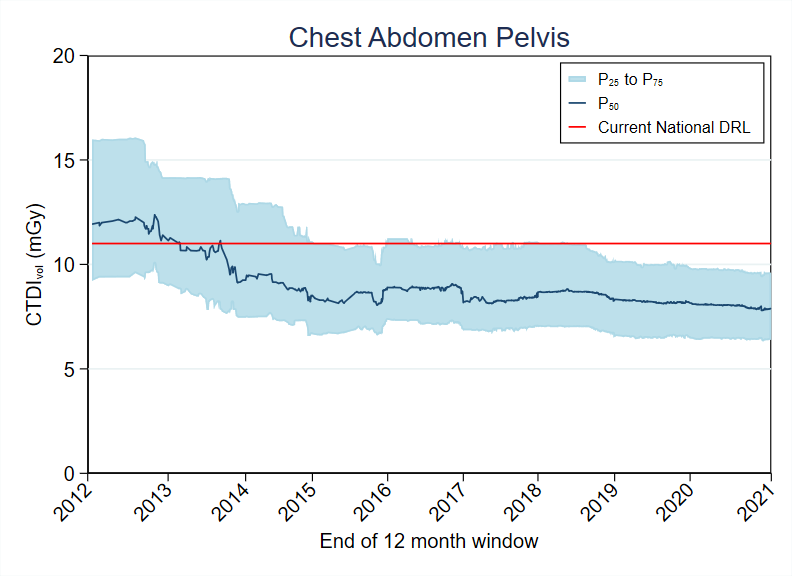 Chest Abdomen Pelvis
20
15
10
5
0
CTDIvol (mGy)
P25 to P75
P50
Current National DRL
2012 2013 2014 2015 2016 2017 2018 2019 2020 2021
End of 12 month window